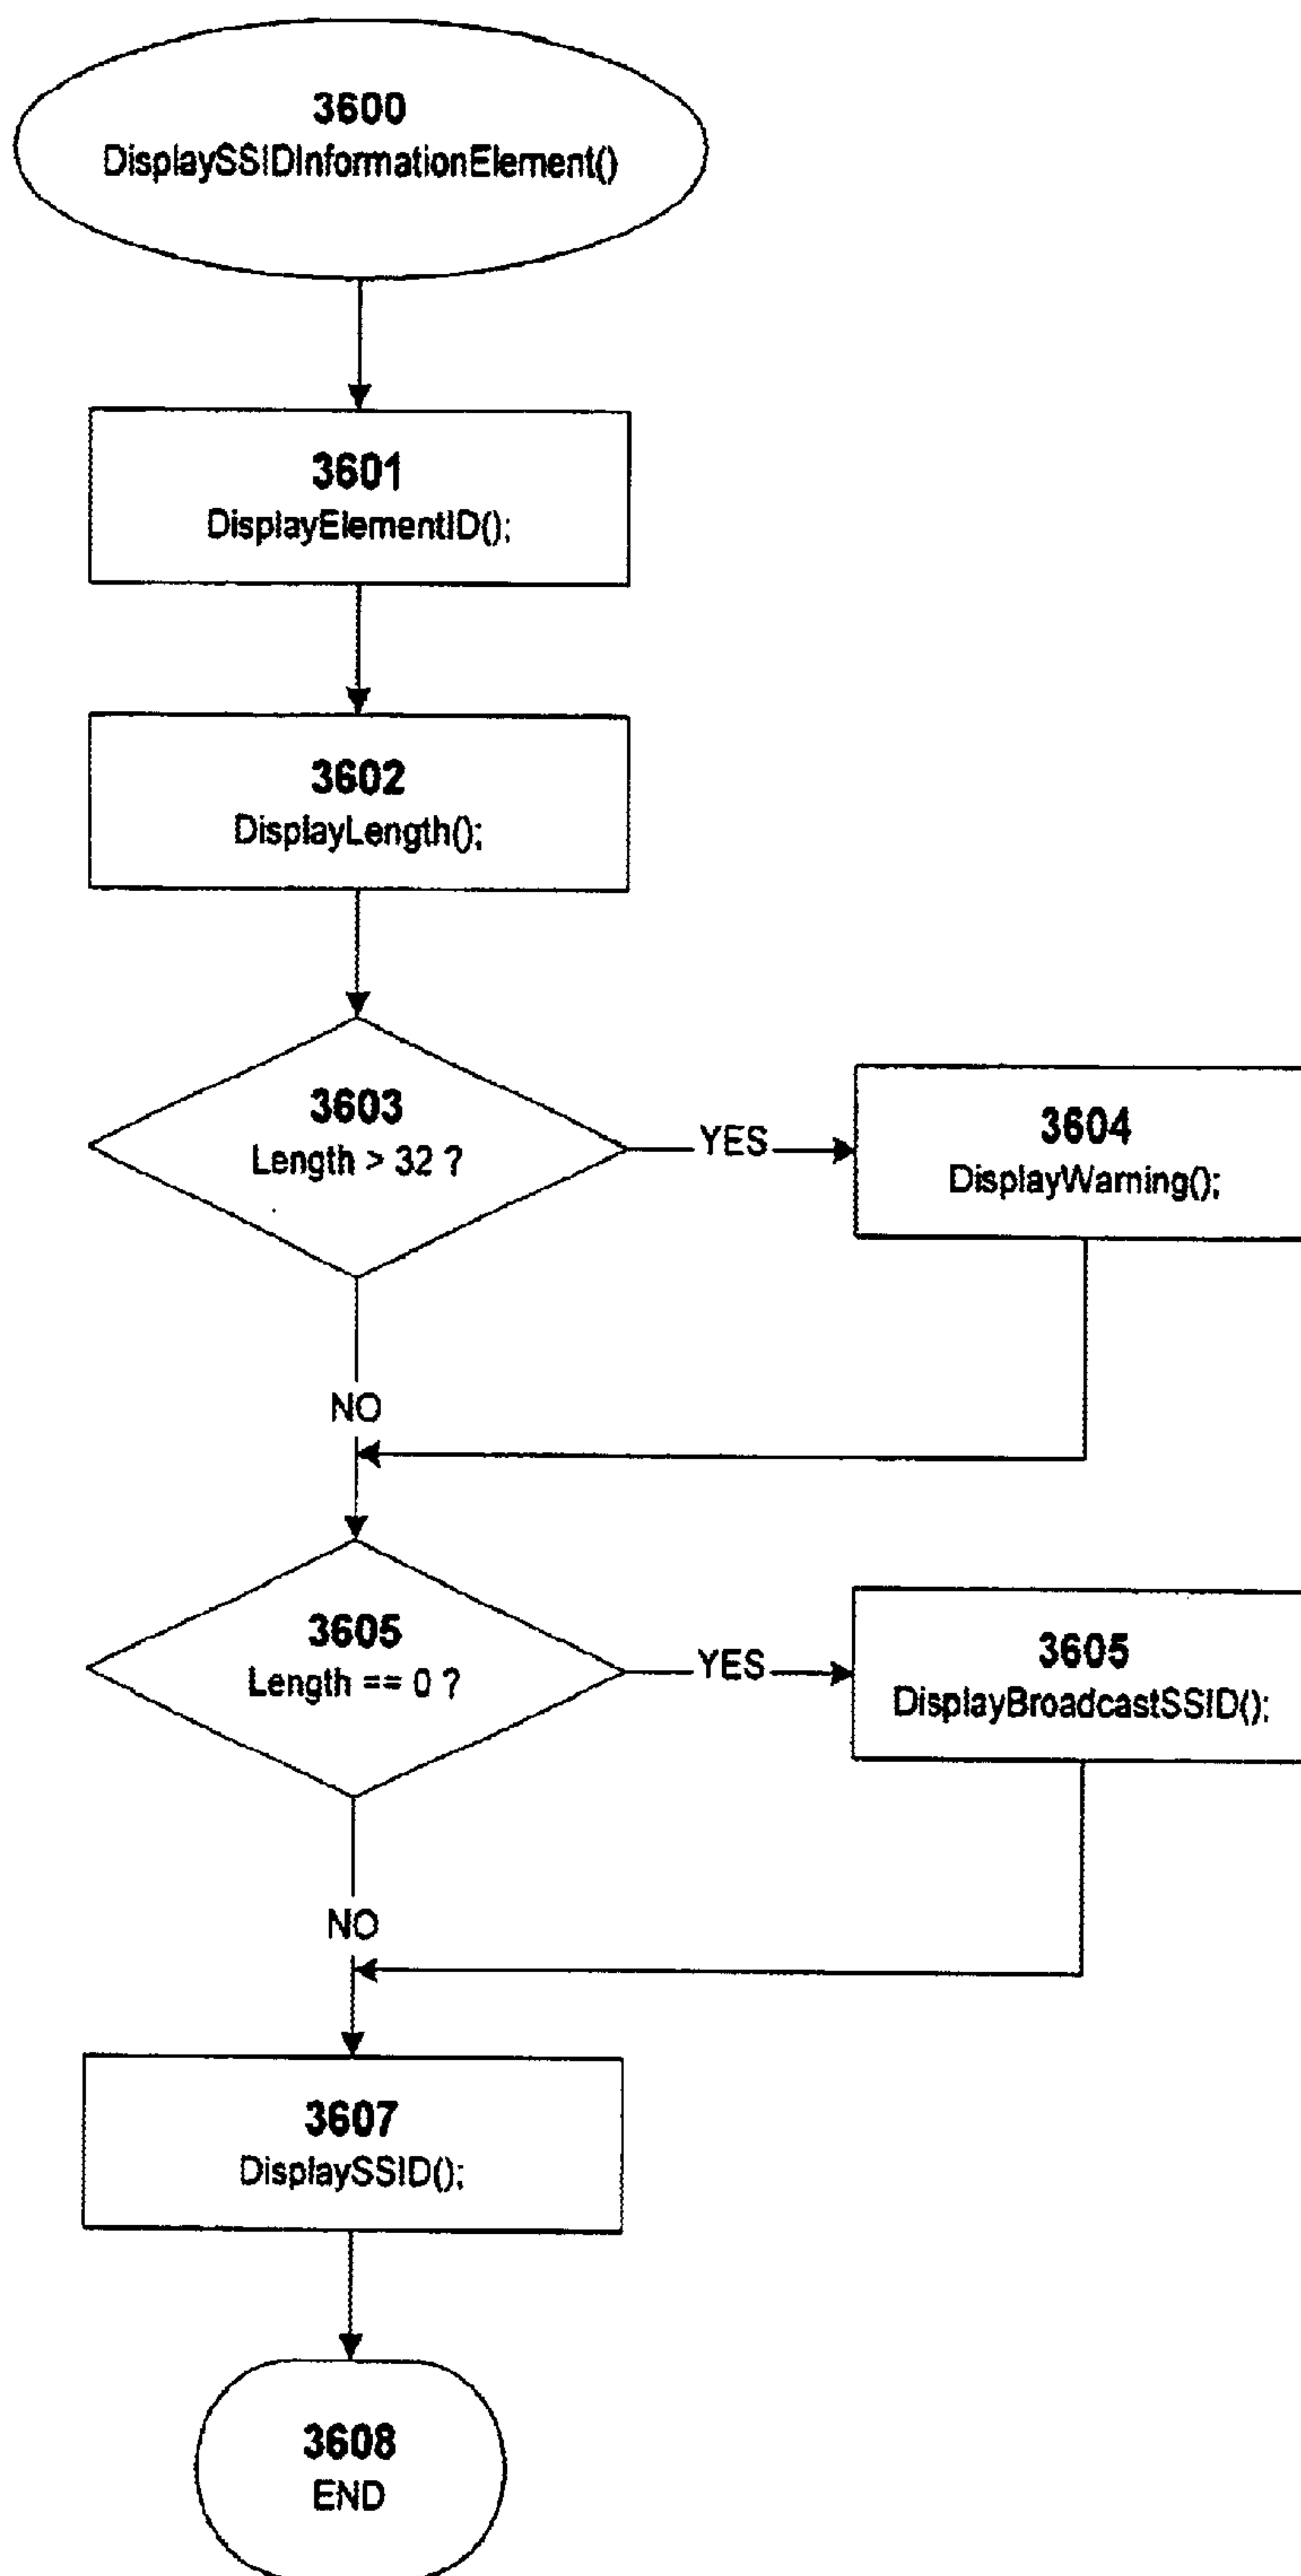 3600
DisplaySSIDInformationElement()
3601
DisplayElementID();
3602
DisplayLength();
3603
Length > 32 ?
YES
3604
DisplayWarning();
NO
3605
Length == 0 ?
YES
3605
DisplayBroadcastSSID();
NO
3607
DisplaySSID();
3608
END